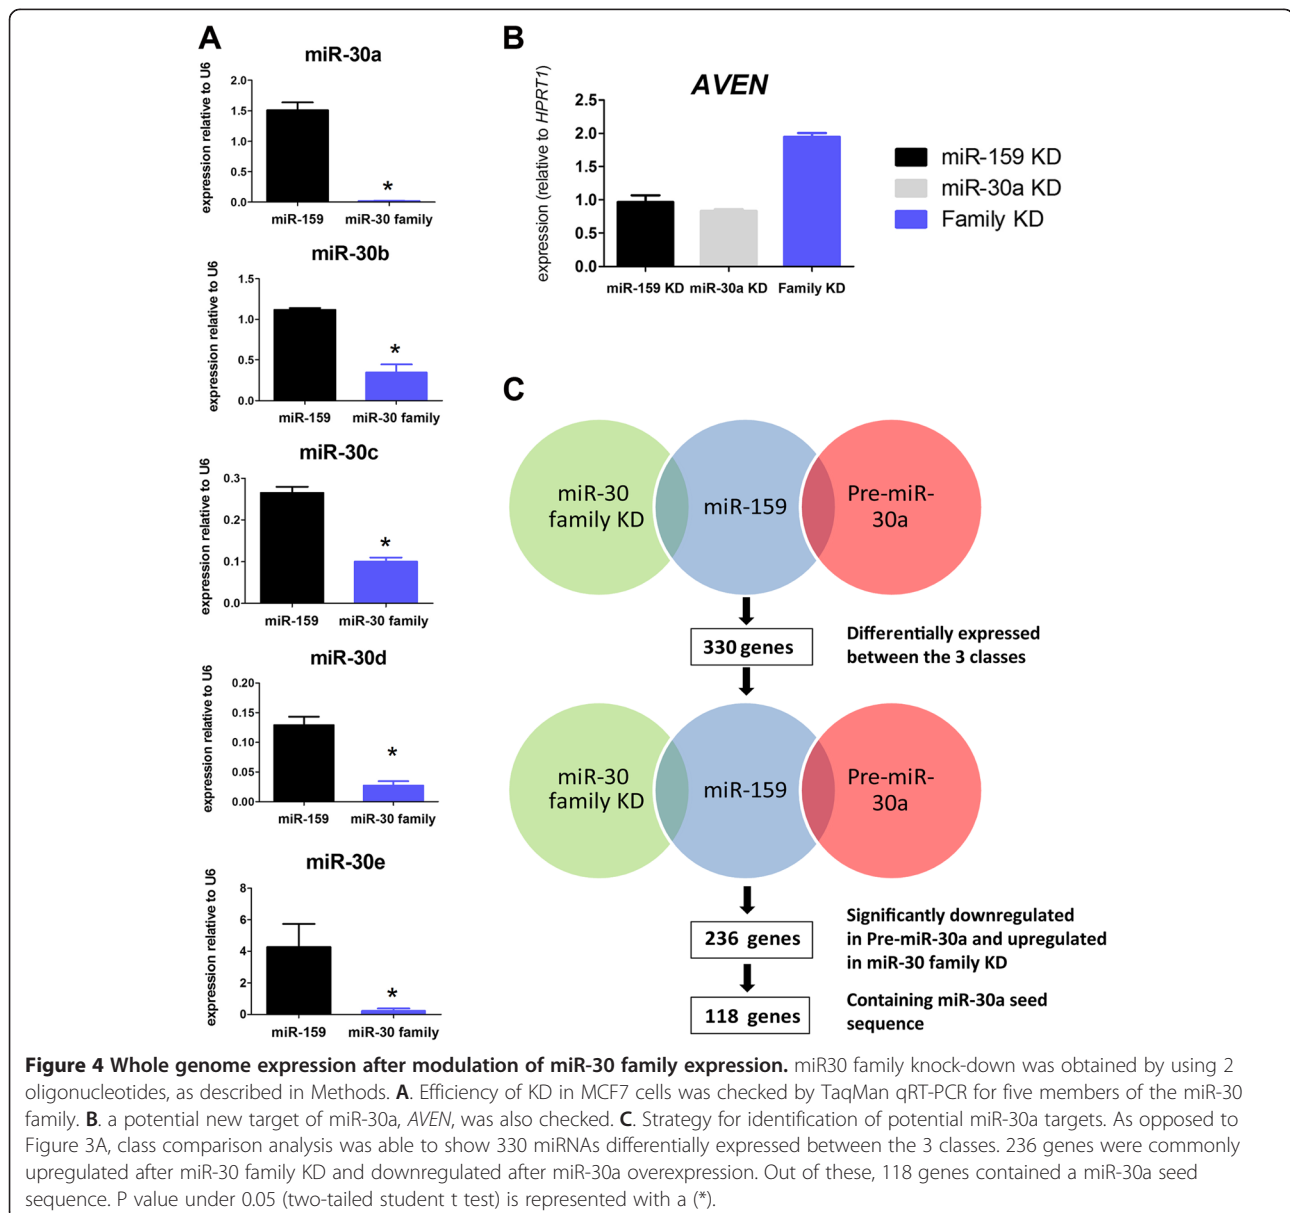 A
miR-30a
expression relative to U6
2.0
1.5
1.0
0.5
0.0
*
miR-159
miR-30 family
miR-30b
expression relative to U6
1.5
1.0
0.5
0.0
*
miR-159
miR-30 family
miR-30c
expression relative to U6
0.3
0.2
0.1
0.0
*
miR-159
miR-30 family
miR-30d
expression relative to U6
0.20
0.15
0.10
0.05
0.00
*
miR-159
miR-30 family
miR-30e
expression relative to U6
8
6
4
2
0
*
miR-159
miR-30 family
B
AVEN
expression (relative to HPRT1)
2.5
2.0
1.5
1.0
0.5
0.0
miR-159 KD
miR-30a KD
Family KD
miR-159 KD
miR-30a KD
Family KD
C
miR-30
family KD
miR-159
Pre-miR-
30a
330 genes
Differentially expressed
between the 3 classes
miR-30
family KD
miR-159
Pre-miR-
30a
236 genes
Significantly downregulated
in Pre-miR-30a and upregulated
in miR-30 family KD
118 genes
Containing miR-30a seed
sequence
Figure 4 Whole genome expression after modulation of miR-30 family expression. miR30 family knock-down was obtained by using 2
oligonucleotides, as described in Methods. A. Efficiency of KD in MCF7 cells was checked by TaqMan qRT-PCR for five members of the miR-30
family. B. a potential new target of miR-30a, AVEN, was also checked. C. Strategy for identification of potential miR-30a targets. As opposed to
Figure 3A, class comparison analysis was able to show 330 miRNAs differentially expressed between the 3 classes. 236 genes were commonly
upregulated after miR-30 family KD and downregulated after miR-30a overexpression. Out of these, 118 genes contained a miR-30a seed
sequence. P value under 0.05 (two-tailed student t test) is represented with a (*).